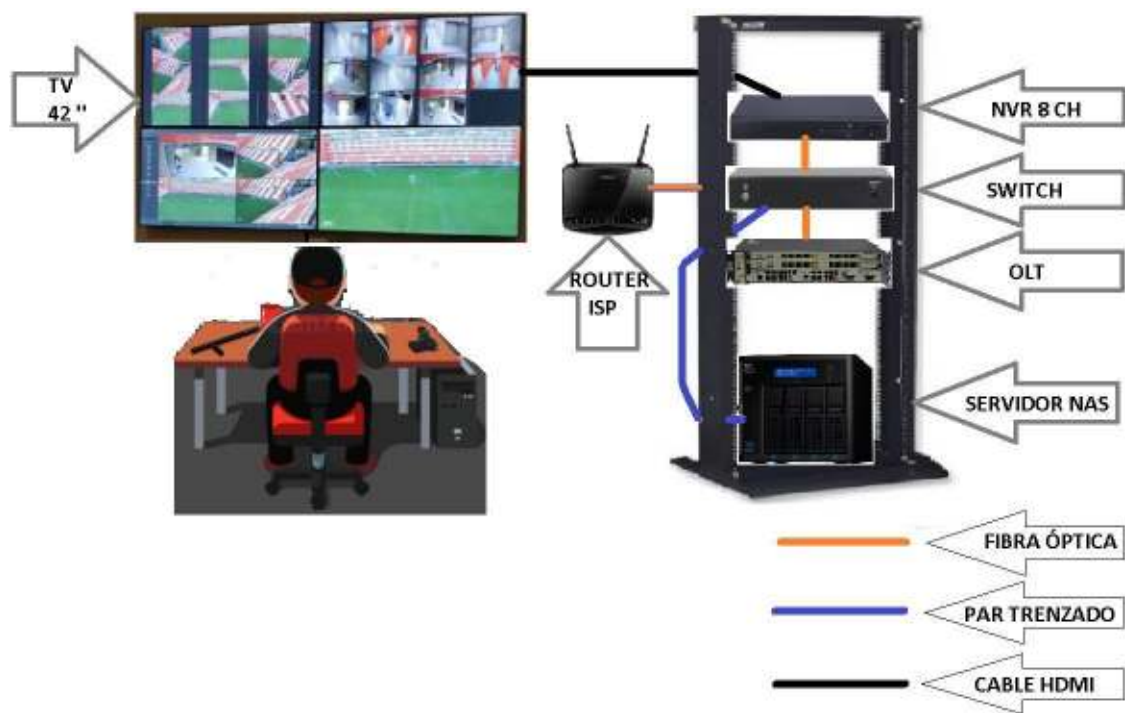 TV
42 "
NVR 8 CH
SWITCH
ROUTER
ISP
OLT
SERVIDOR NAS
FIBRA ÓPTICA
PAR TRENZADO
CABLE HDMI